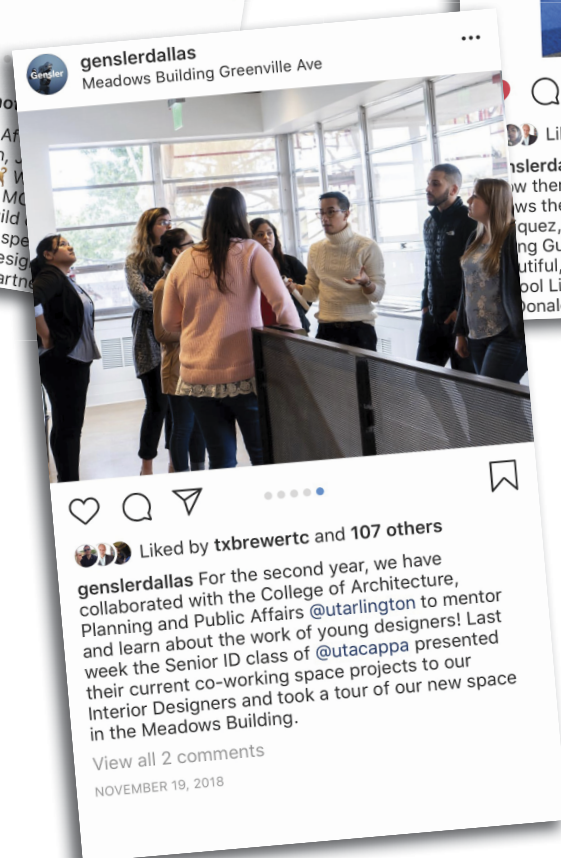 genslerdallas
Meadows Building Greenville Ave
Gensler
Liked by txbrewertc and 107 others
genslerdallas For the second year, we have
collaborated with the College of Architecture,
Planning and Public Affairs @utarlington to mentor
and learn about the work of young designers! Last
week the Senior ID class of @utacappa presented
their current co-working space projects to our
Interior Designers and took a tour of our new space
in the Meadows Building.
View all 2 comments
NOVEMBER 19, 2018